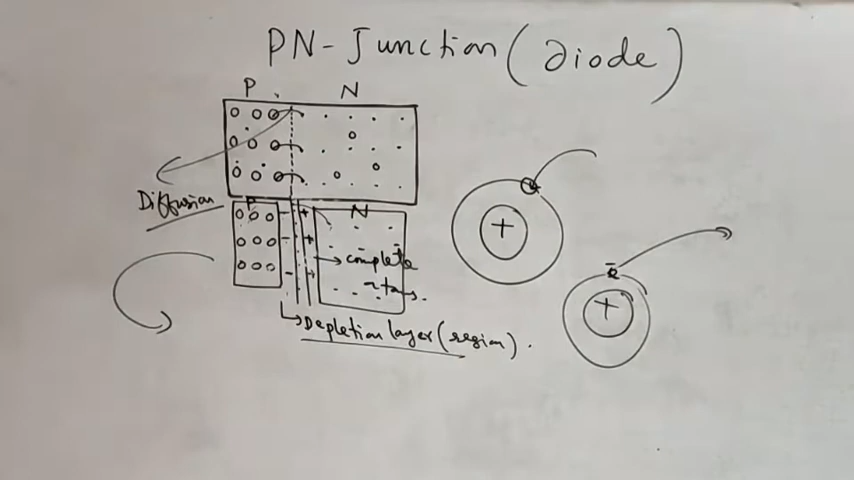 PN-Junction (Diode)
P N
Diffusion
P N
- +
- +
- +
complete
Depletion layer (region).
+
ē
+